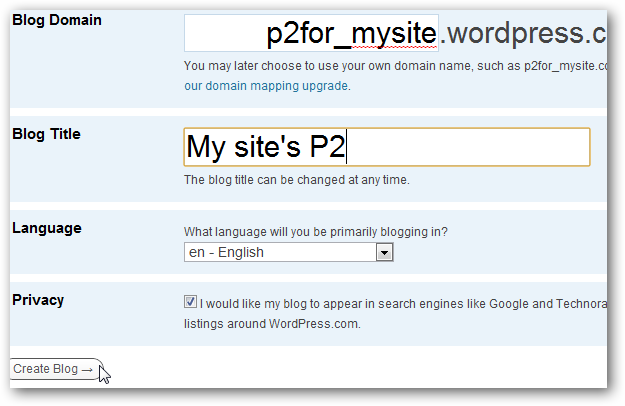 Blog Domain
p2for_mysite.wordpress.c
You may later choose to use your own domain name, such as p2for_mysite.co
our domain mapping upgrade.
Blog Title
My site's P2
The blog title can be changed at any time.
Language
What language will you be primarily blogging in?
en - English
Privacy
I would like my blog to appear in search engines like Google and Technora
listings around WordPress.com.
Create Blog →